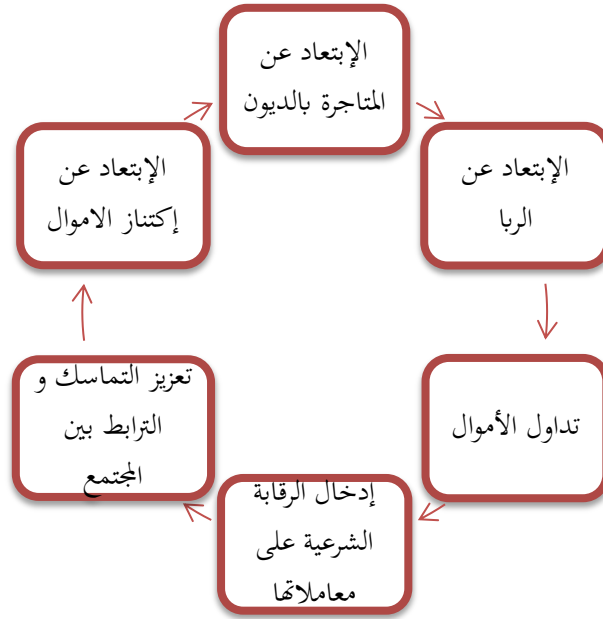 الإبتعاد عن
المتاجرة بالديون
الإبتعاد عن
الربا
تداول الأموال
إدخال الرقابة
الشرعية على
معاملاتها
تعزيز التماسك و
الترابط بين
المجتمع
الإبتعاد عن
إكتناز الاموال